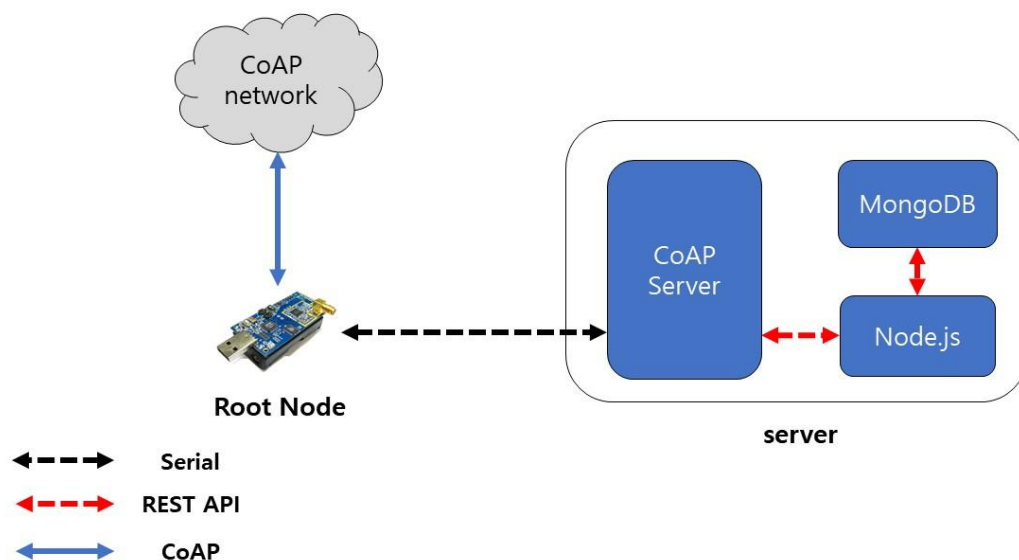 CoAP
network
CoAP
Server
MongoDB
Node.js
Root Node
server
Serial
REST API
CoAP